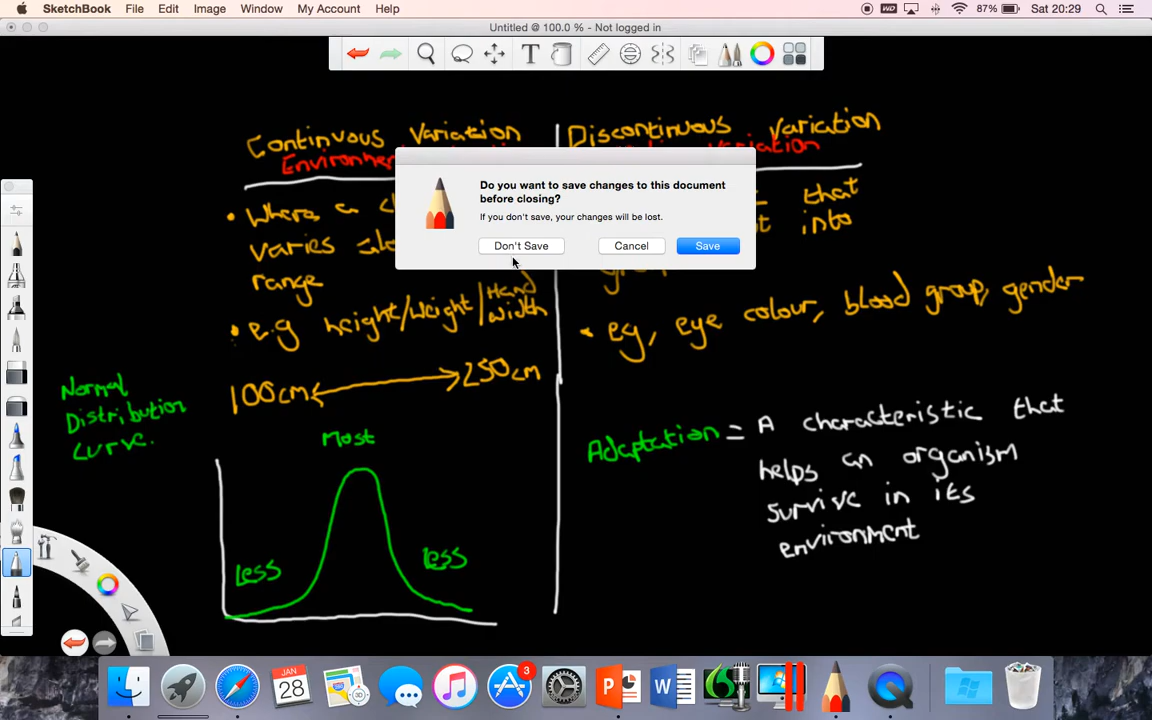 SketchBook File Edit Image Window My Account Help
87% Sat 20:29
Untitled @ 100.0 % - Not logged in
Continuous Variation
Discontinuous Variation
Do you want to save changes to this document
before closing?
If you don't save, your changes will be lost.
Don't Save Cancel Save
• Where a
varies
range
• e.g height/weight/Hand
width
100cm 250cm
Normal
Distribution
curve.
Most
Less
Less
that
into
• eg, eye colour, blood group, gender
Adaptation = A characteristic that
helps an organism
survive in its
environment
JAN
28
3